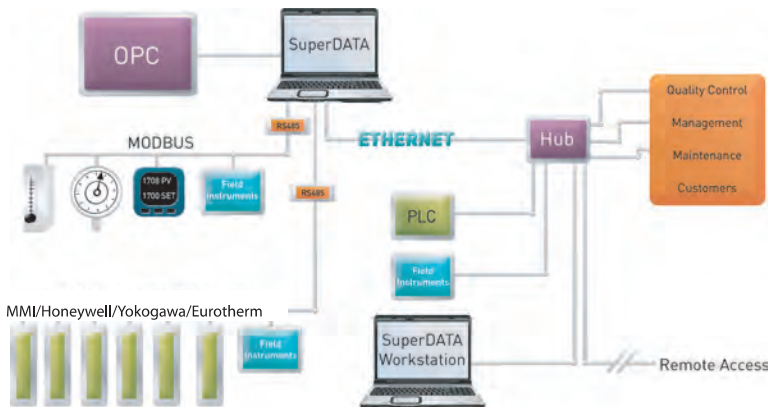 OPC
SuperDATA
RS485
MODBUS
ETHERNET
Hub
Quality Control
Management
Maintenance
Customers
1708 PV
1700 SET
Field
Instruments
RS485
PLC
Field Instruments
MMI/Honeywell/Yokogawa/Eurotherm
Field
Instruments
SuperDATA
Workstation
Remote Access